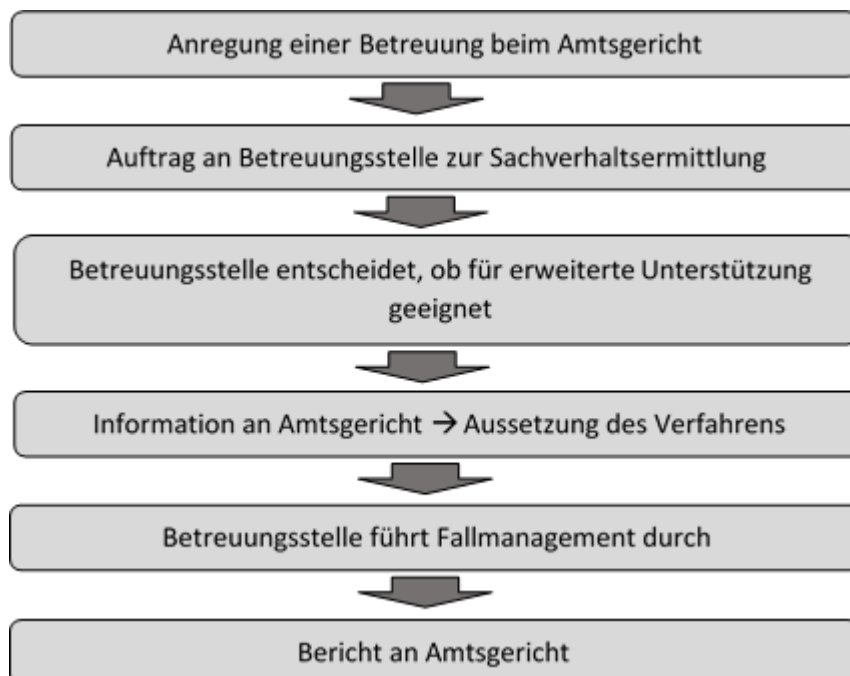 Anregung einer Betreuung beim Amtsgericht
Auftrag an Betreuungsstelle zur Sachverhaltsermittlung
Betreuungsstelle entscheidet, ob für erweiterte Unterstützung
geeignet
Information an Amtsgericht → Aussetzung des Verfahrens
Betreuungsstelle führt Fallmanagement durch
Bericht an Amtsgericht